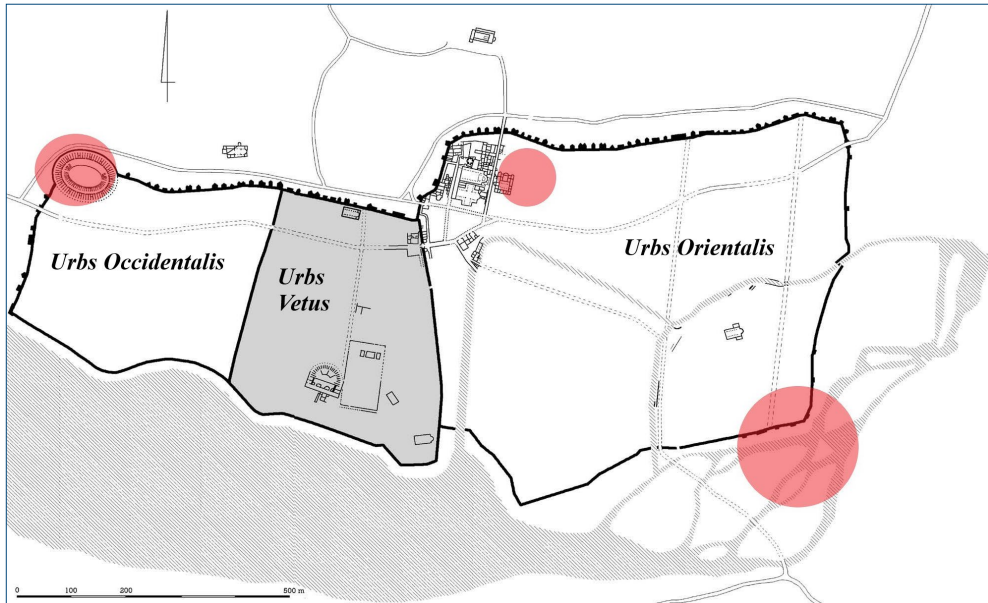 Urbs Occidentalis
Urbs
Vetus
Urbs Orientalis
0 100 200 500 m